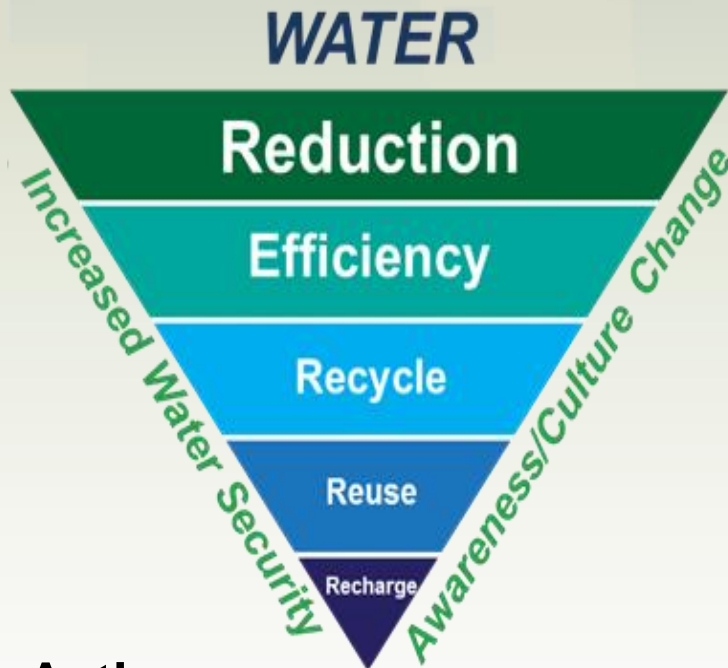 WATER
Reduction
Efficiency
Recycle
Reuse
Recharge
Increased Water Security
Awareness/Culture Change